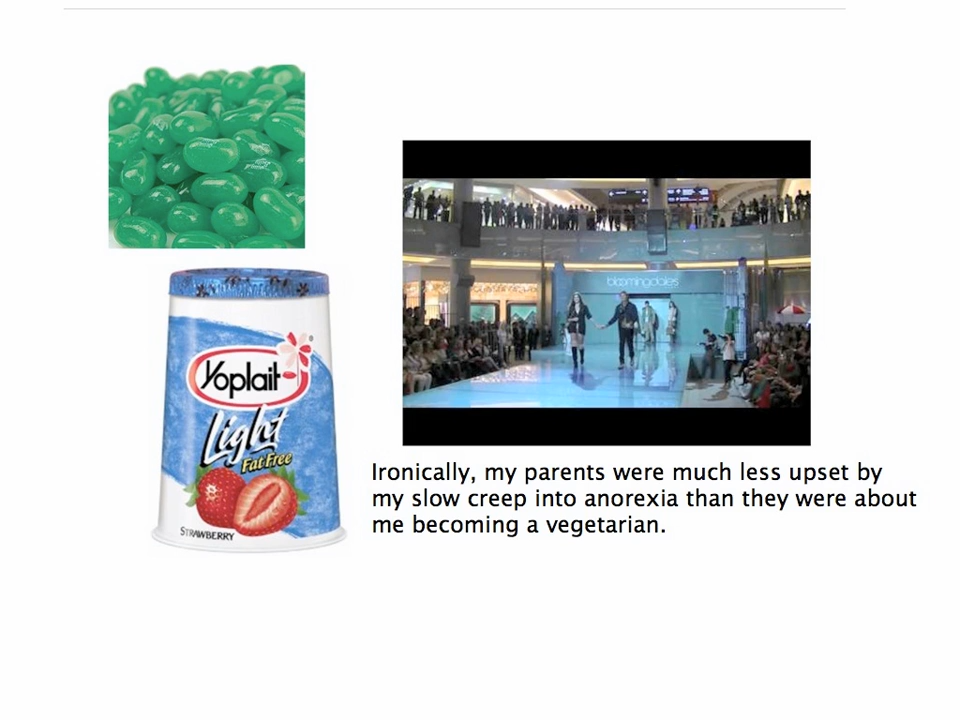 bloomingdale's
Yoplait
Light
Fat Free
STRAWBERRY
Ironically, my parents were much less upset by
my slow creep into anorexia than they were about
me becoming a vegetarian.